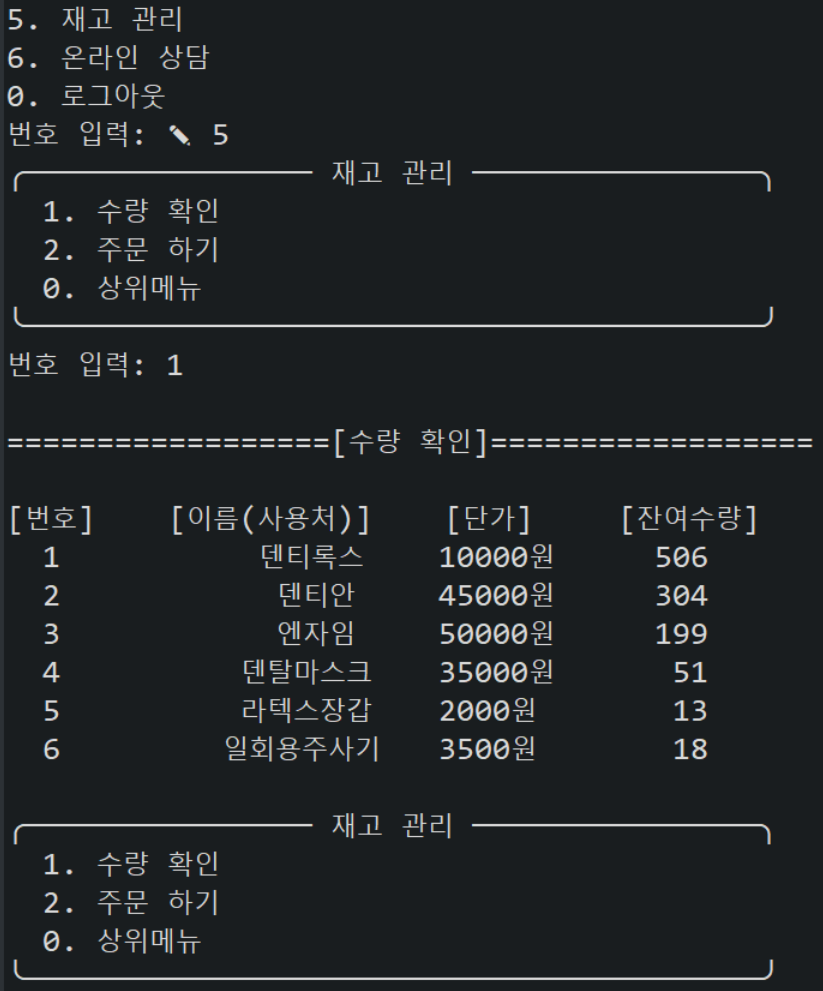 5. 재고 관리
6. 온라인 상담
0. 로그아웃
번호 입력: ✎ 5
재고 관리
1. 수량 확인
2. 주문 하기
0. 상위메뉴
번호 입력: 1
==================[수량 확인]==================
[번호] [이름(사용처)] [단가] [잔여수량]
1 덴티록스 10000원 506
2 덴티안 45000원 304
3 엔자임 50000원 199
4 덴탈마스크 35000원 51
5 라텍스장갑 2000원 13
6 일회용주사기 3500원 18
재고 관리
1. 수량 확인
2. 주문 하기
0. 상위메뉴